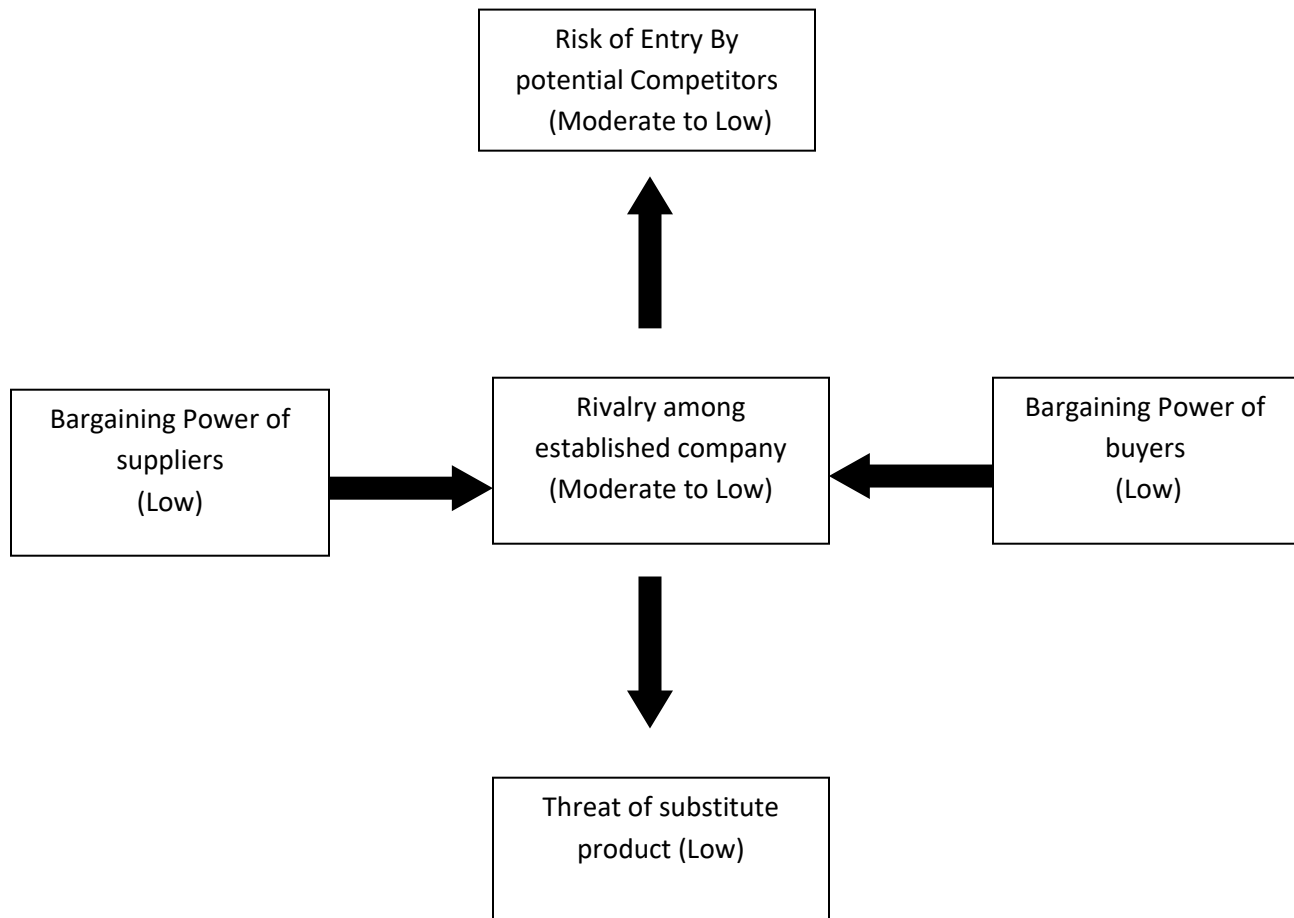 Risk of Entry By
potential Competitors
(Moderate to Low)
Bargaining Power of
suppliers
(Low)
Rivalry among
established company
(Moderate to Low)
Bargaining Power of
buyers
(Low)
Threat of substitute
product (Low)